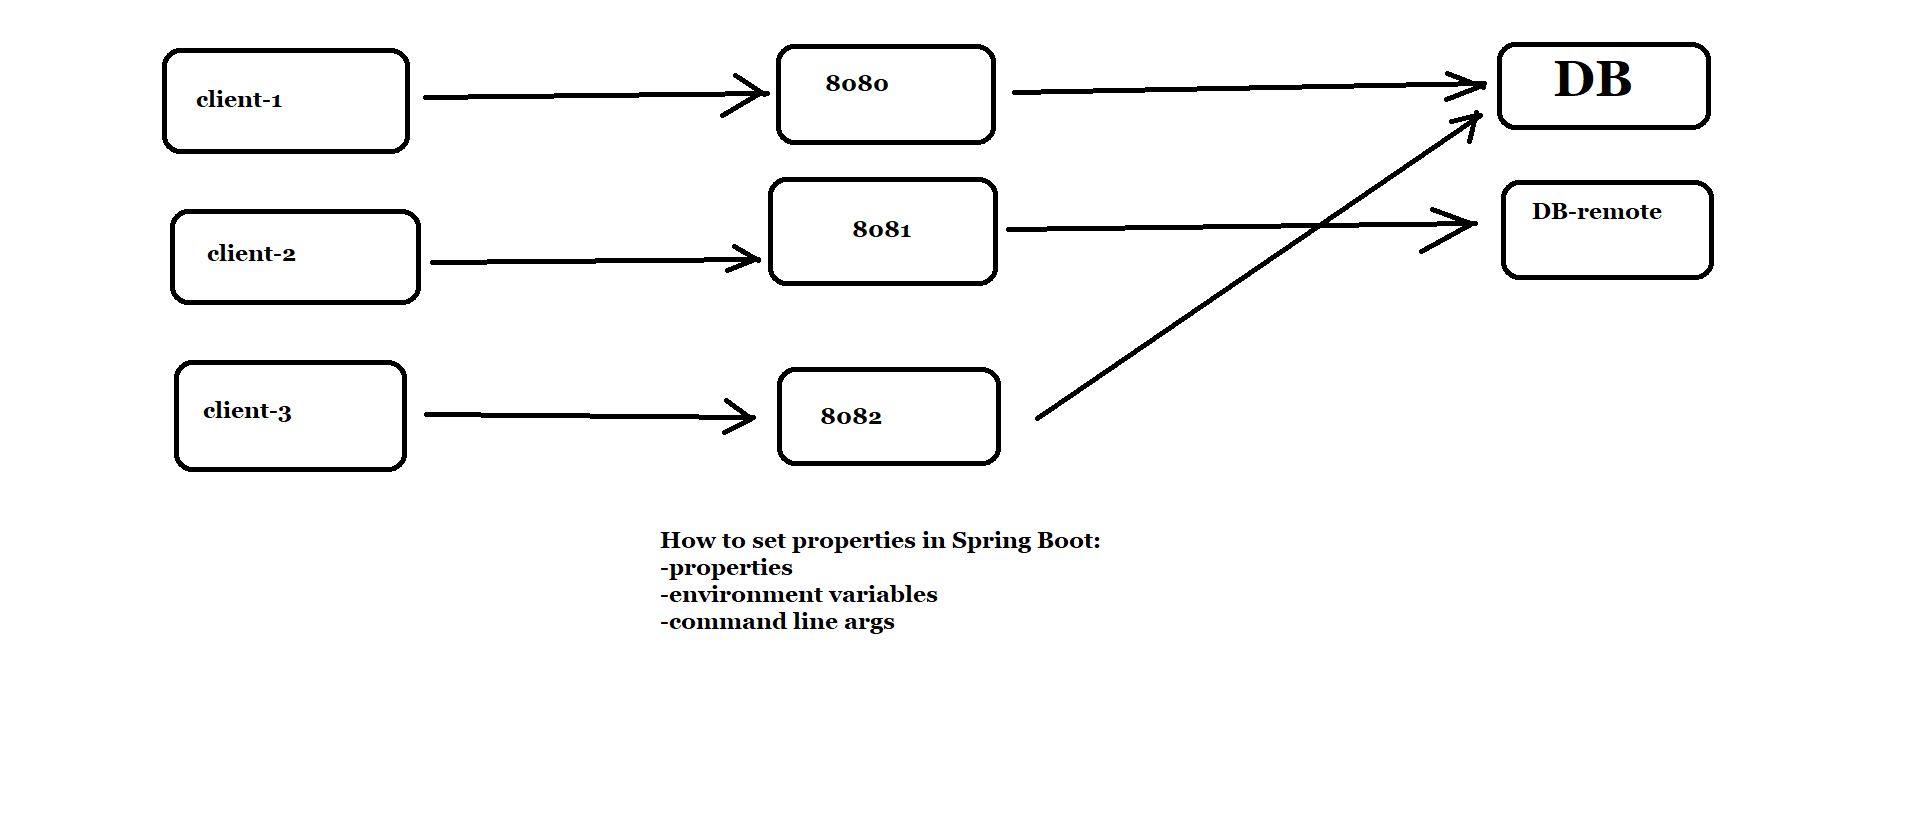 client-1
8080
DB
client-2
8081
DB-remote
client-3
8082
How to set properties in Spring Boot:
-properties
-environment variables
-command line args